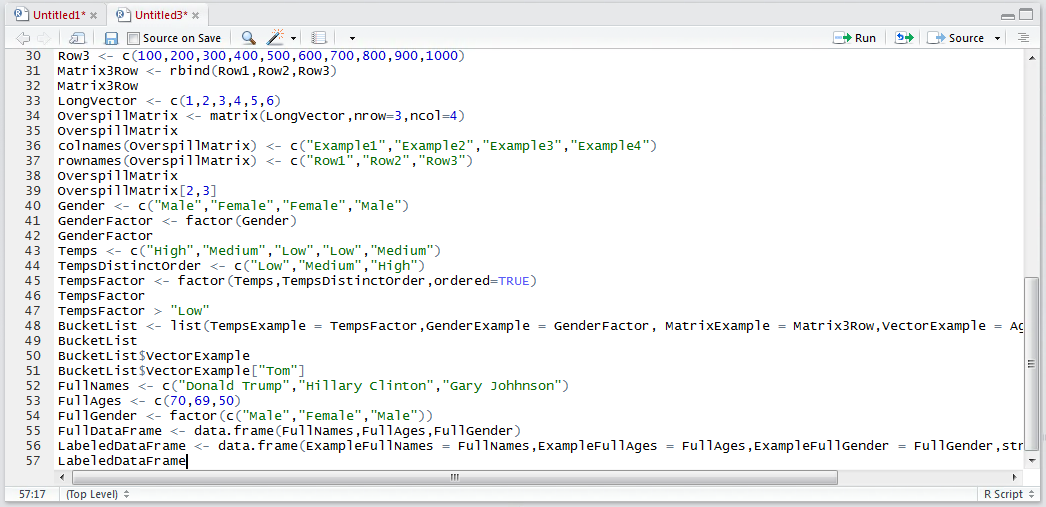 Untitled1* Untitled3*
Source on Save Run Source
30 Row3 <- c(100,200,300,400,500,600,700,800,900,1000)
31 Matrix3Row <- rbind(Row1,Row2,Row3)
32 Matrix3Row
33 LongVector <- c(1,2,3,4,5,6)
34 OverspillMatrix <- matrix(LongVector,nrow=3,ncol=4)
35 OverspillMatrix
36 colnames(OverspillMatrix) <- c("Example1","Example2","Example3","Example4")
37 rownames(OverspillMatrix) <- c("Row1","Row2","Row3")
38 OverspillMatrix
39 OverspillMatrix[2,3]
40 Gender <- c("Male","Female","Female","Male")
41 GenderFactor <- factor(Gender)
42 GenderFactor
43 Temps <- c("High","Medium","Low","Low","Medium")
44 TempsDistinctOrder <- c("Low","Medium","High")
45 TempsFactor <- factor(Temps,TempsDistinctOrder,ordered=TRUE)
46 TempsFactor
47 TempsFactor > "Low"
48 BucketList <- list(TempsExample = TempsFactor,GenderExample = GenderFactor, MatrixExample = Matrix3Row,VectorExample = Ag
49 BucketList
50 BucketList$VectorExample
51 BucketList$VectorExample["Tom"]
52 FullNames <- c("Donald Trump","Hillary Clinton","Gary Johhnson")
53 FullAges <- c(70,69,50)
54 FullGender <- factor(c("Male","Female","Male"))
55 FullDataFrame <- data.frame(FullNames,FullAges,FullGender)
56 LabeledDataFrame <- data.frame(ExampleFullNames = FullNames,ExampleFullAges = FullAges,ExampleFullGender = FullGender,str
57 LabeledDataFrame
57:17 (Top Level) R Script